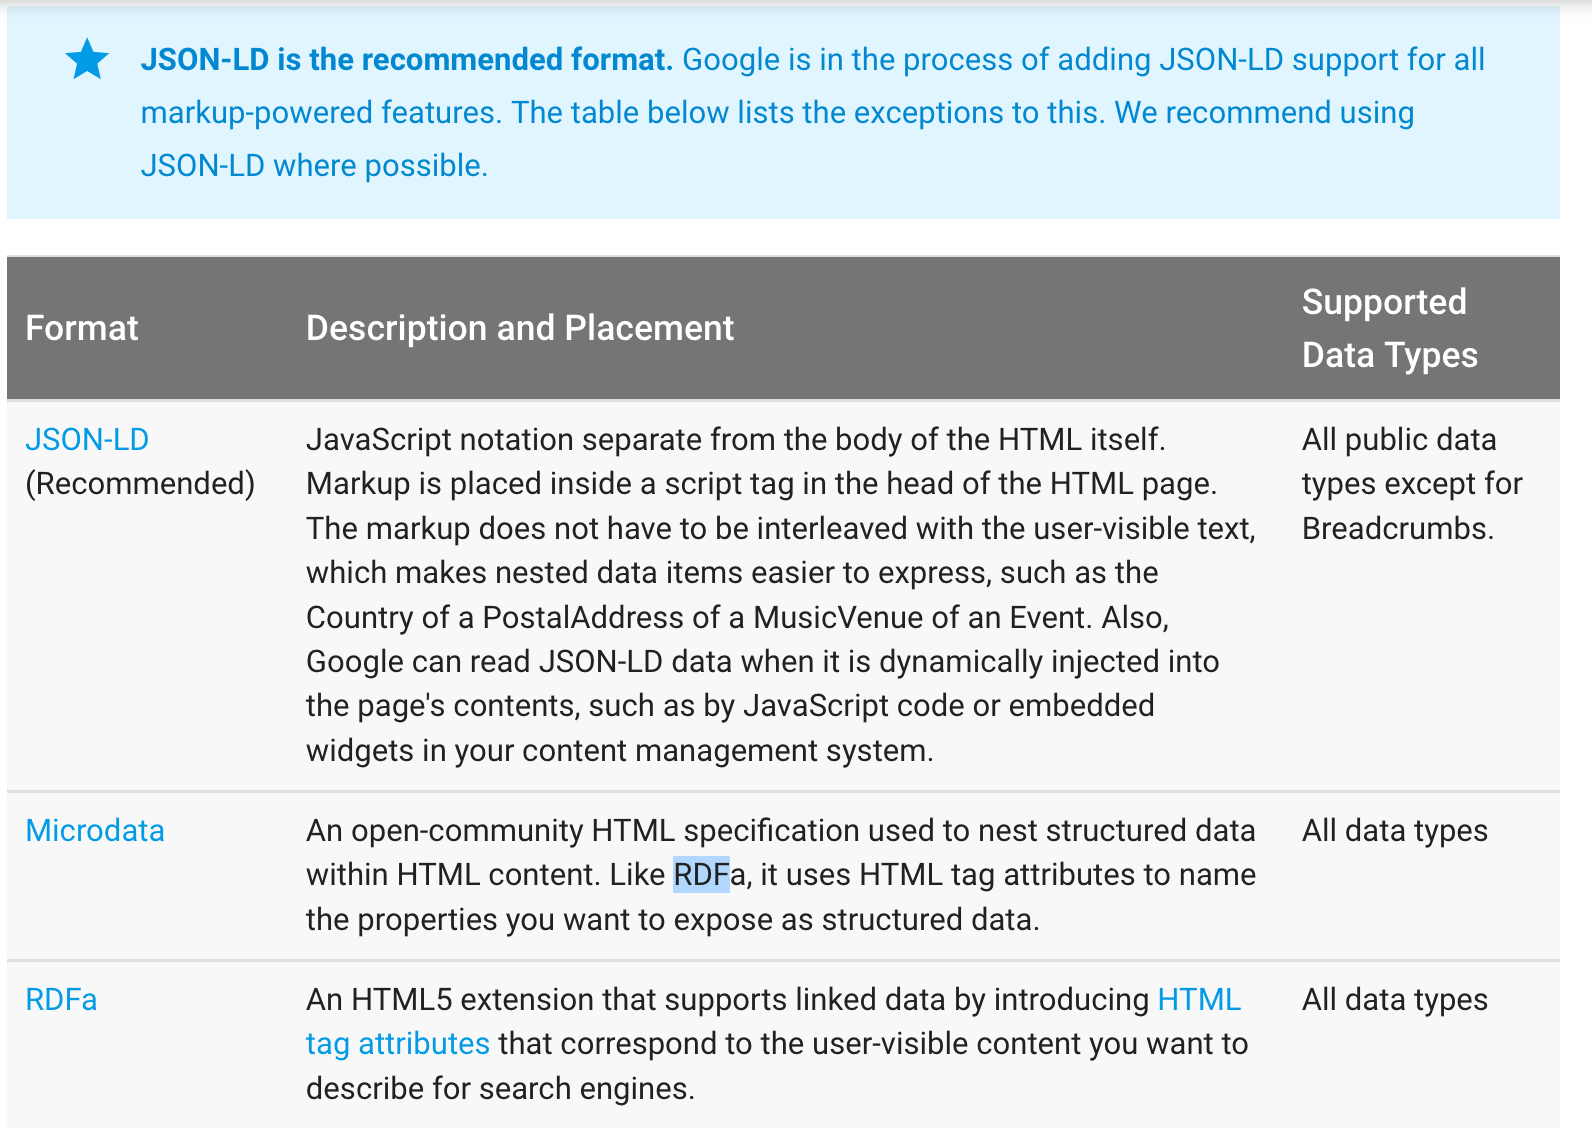 JSON-LD is the recommended format. Google is in the process of adding JSON-LD support for all
markup-powered features. The table below lists the exceptions to this. We recommend using
JSON-LD where possible.
Format
Description and Placement
Supported
Data Types
JSON-LD
(Recommended)
JavaScript notation separate from the body of the HTML itself.
Markup is placed inside a script tag in the head of the HTML page.
The markup does not have to be interleaved with the user-visible text,
which makes nested data items easier to express, such as the
Country of a PostalAddress of a MusicVenue of an Event. Also,
Google can read JSON-LD data when it is dynamically injected into
the page's contents, such as by JavaScript code or embedded
widgets in your content management system.
All public data
types except for
Breadcrumbs.
Microdata
An open-community HTML specification used to nest structured data
within HTML content. Like RDFa, it uses HTML tag attributes to name
the properties you want to expose as structured data.
All data types
RDFa
An HTML5 extension that supports linked data by introducing HTML
tag attributes that correspond to the user-visible content you want to
describe for search engines.
All data types